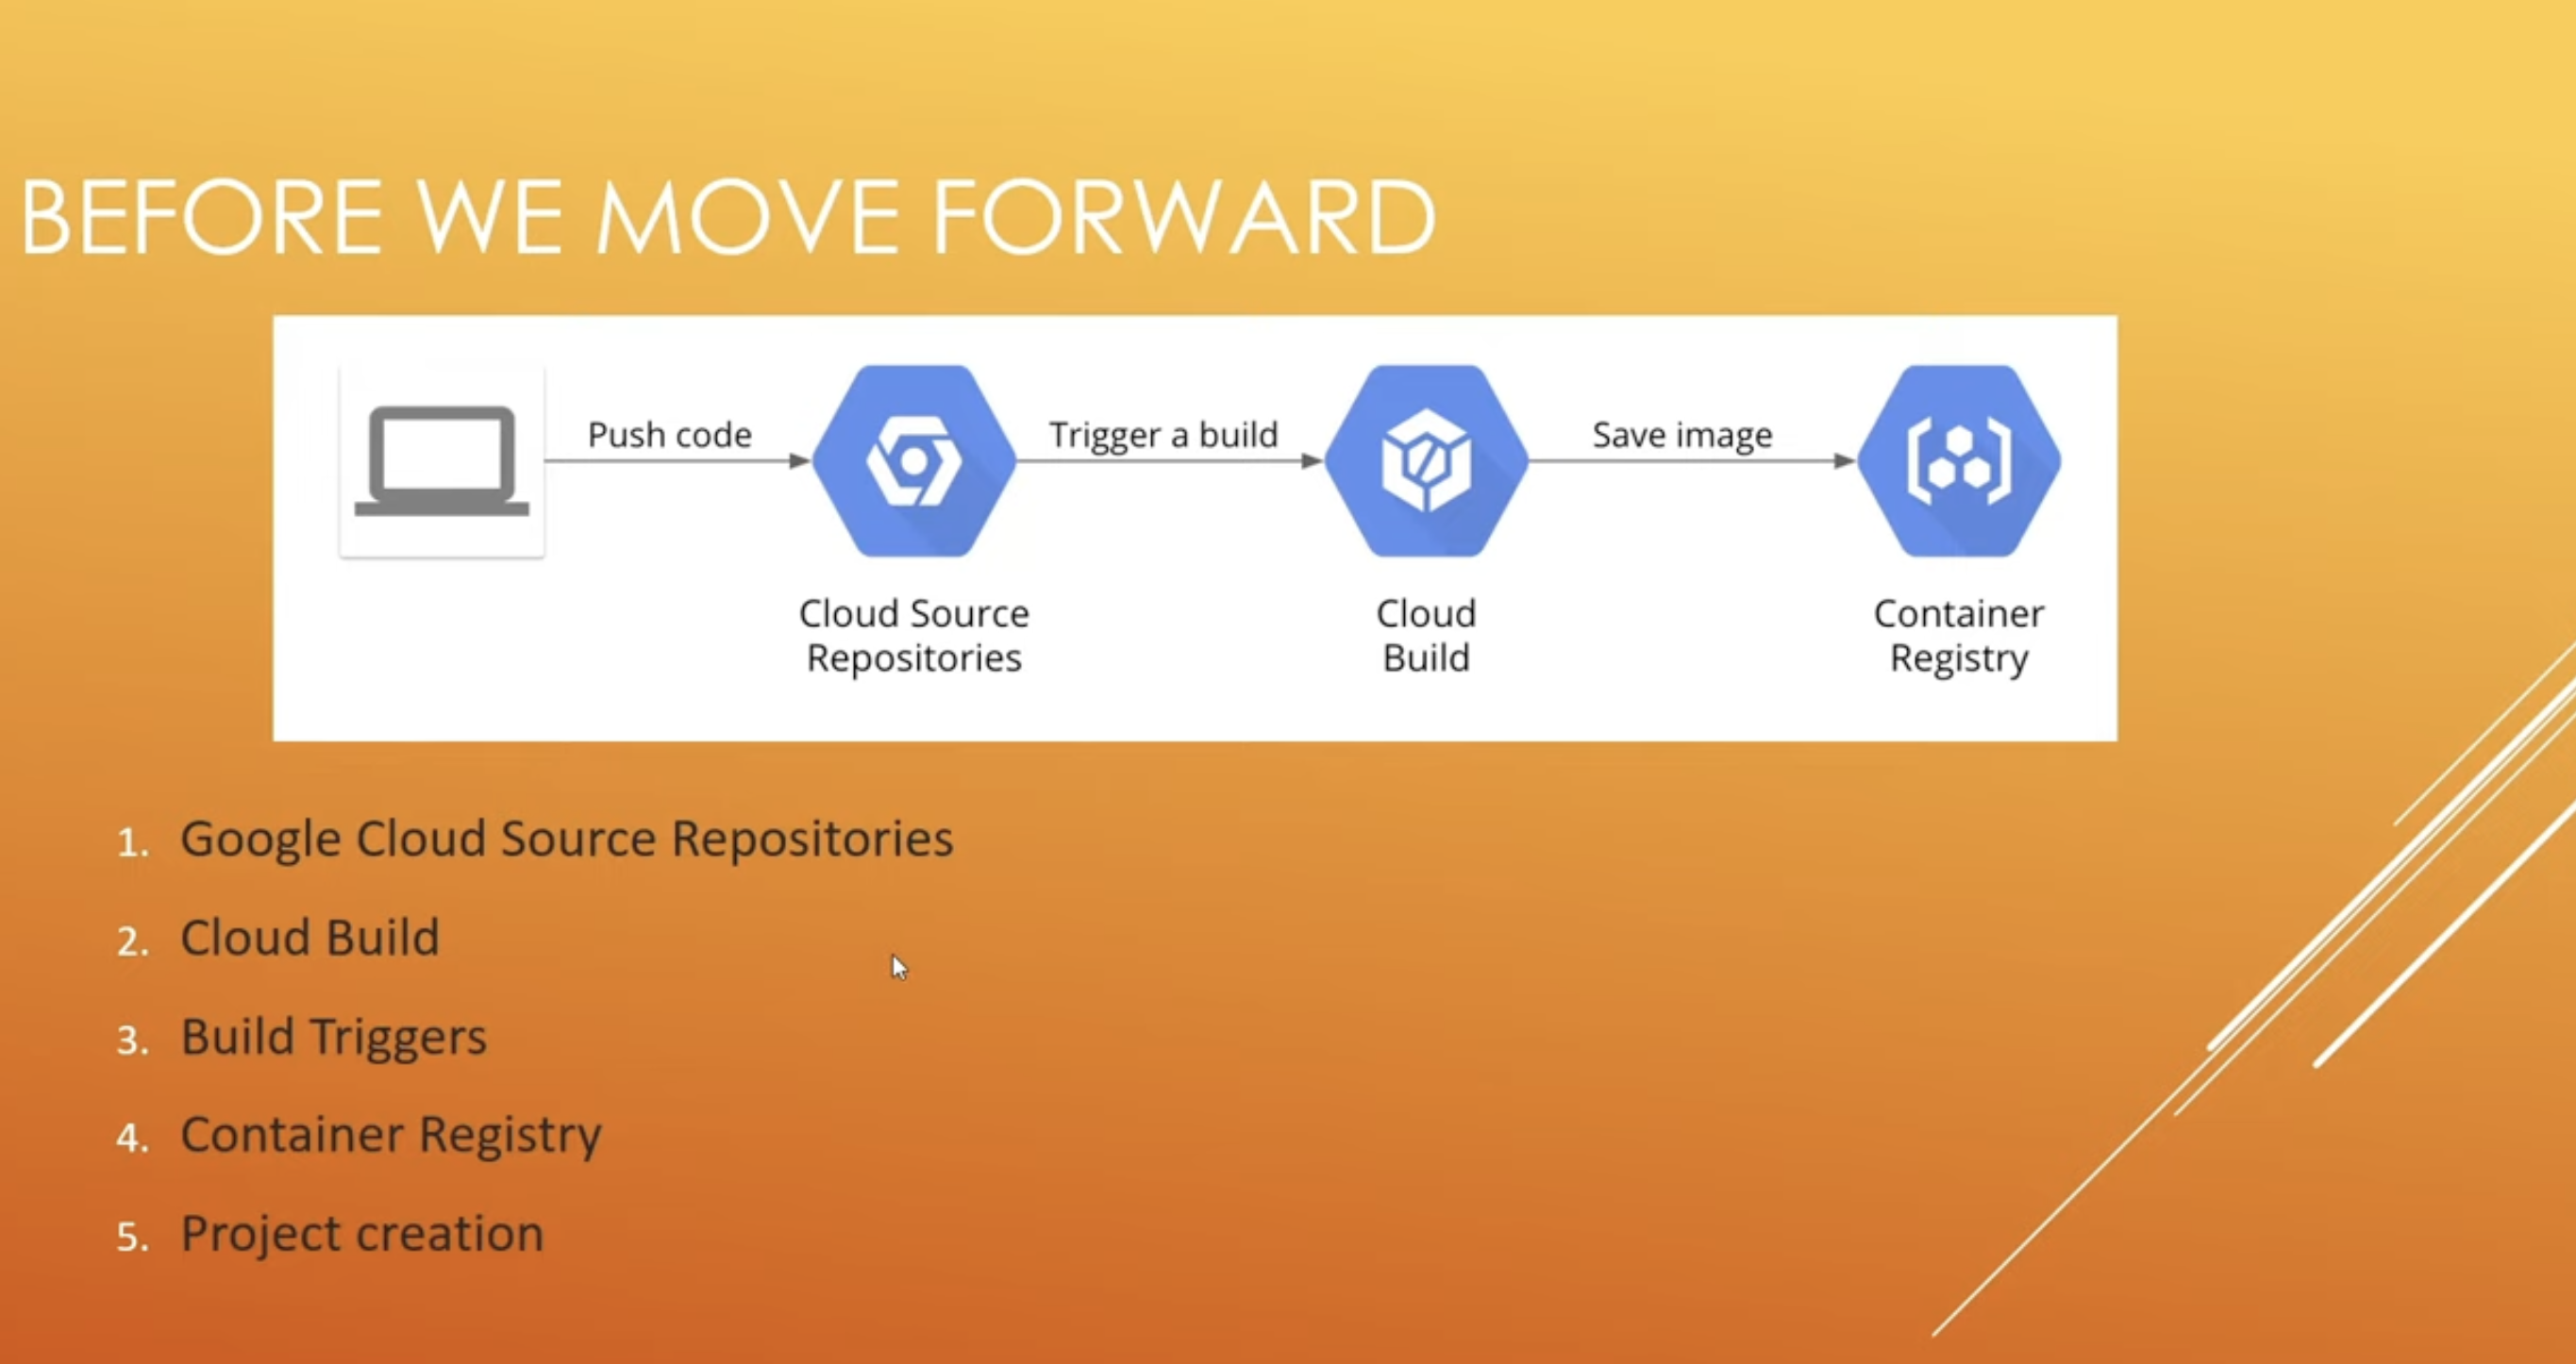 BEFORE WE MOVE FORWARD
Push code
Trigger a build
Save image
Cloud Source
Repositories
Cloud
Build
Container
Registry
1. Google Cloud Source Repositories
2. Cloud Build
3. Build Triggers
4. Container Registry
5. Project creation